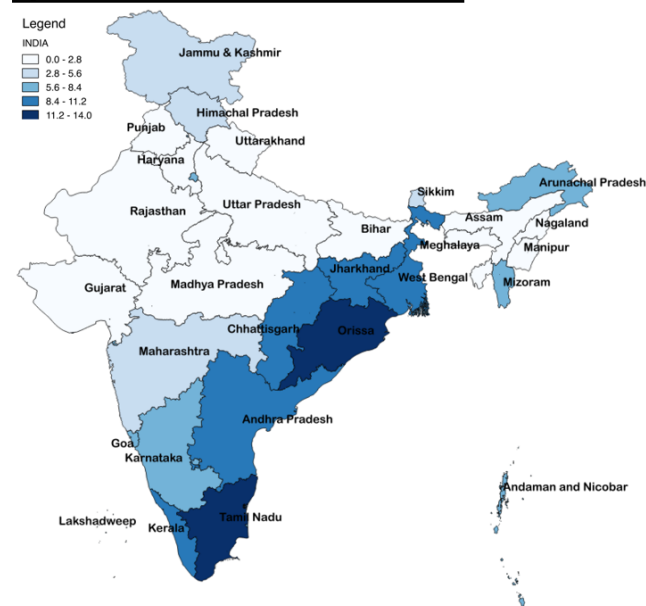 Legend
INDIA
0.0 - 2.8
2.8 - 5.6
5.6 - 8.4
8.4 - 11.2
11.2 - 14.0
Jammu & Kashmir
Himachal Pradesh
Punjab
Uttarakhand
Haryana
Arunachal Pradesh
Sikkim
Uttar Pradesh
Rajasthan
Assam
Nagaland
Bihar
Meghalaya
Manipur
Jharkhand
West Bengal
Mizoram
Gujarat
Madhya Pradesh
Chhattisgarh
Orissa
Maharashtra
Andhra Pradesh
Goa
Karnataka
Andaman and Nicobar
Lakshadweep
Kerala
Tamil Nadu